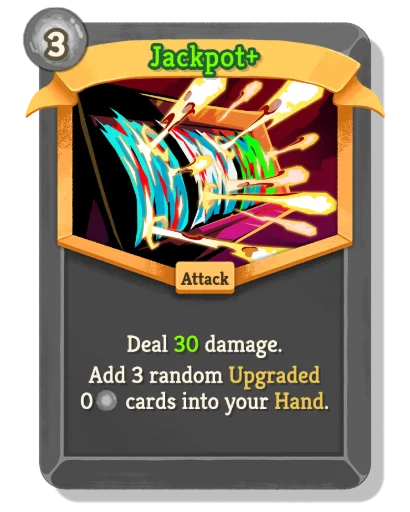 3
Jackpot+
Attack
Deal 30 damage.
Add 3 random Upgraded
0 cards into your Hand.